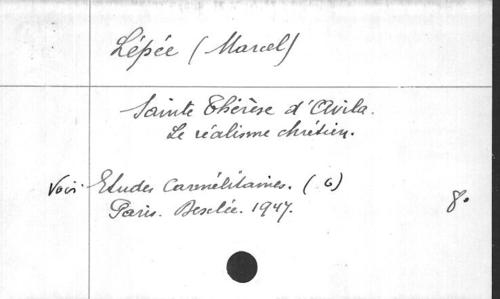 Lépée (Marcel)
Sainte Thérèse d'Avila.
Le réalisme chrétien.
Voir Etudes Carmélitaines. (6)
Paris. Desclée. 1947. 8°